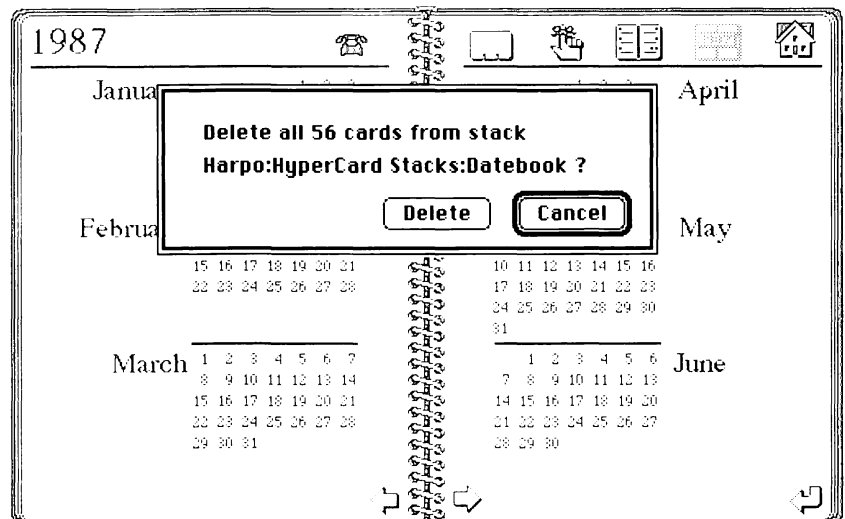 1987
Janua
April
Delete all 56 cards from stack
Harpo:HyperCard Stacks:Datebook ?
Delete Cancel
Februa
15 16 17 18 19 20 21
22 23 24 25 26 27 28
May
10 11 12 13 14 15 16
17 18 19 20 21 22 23
24 25 26 27 28 29 30
31
March
1 2 3 4 5 6 7
8 9 10 11 12 13 14
15 16 17 18 19 20 21
22 23 24 25 26 27 28
29 30 31
June
1 2 3 4 5 6
7 8 9 10 11 12 13
14 15 16 17 18 19 20
21 22 23 24 25 26 27
28 29 30